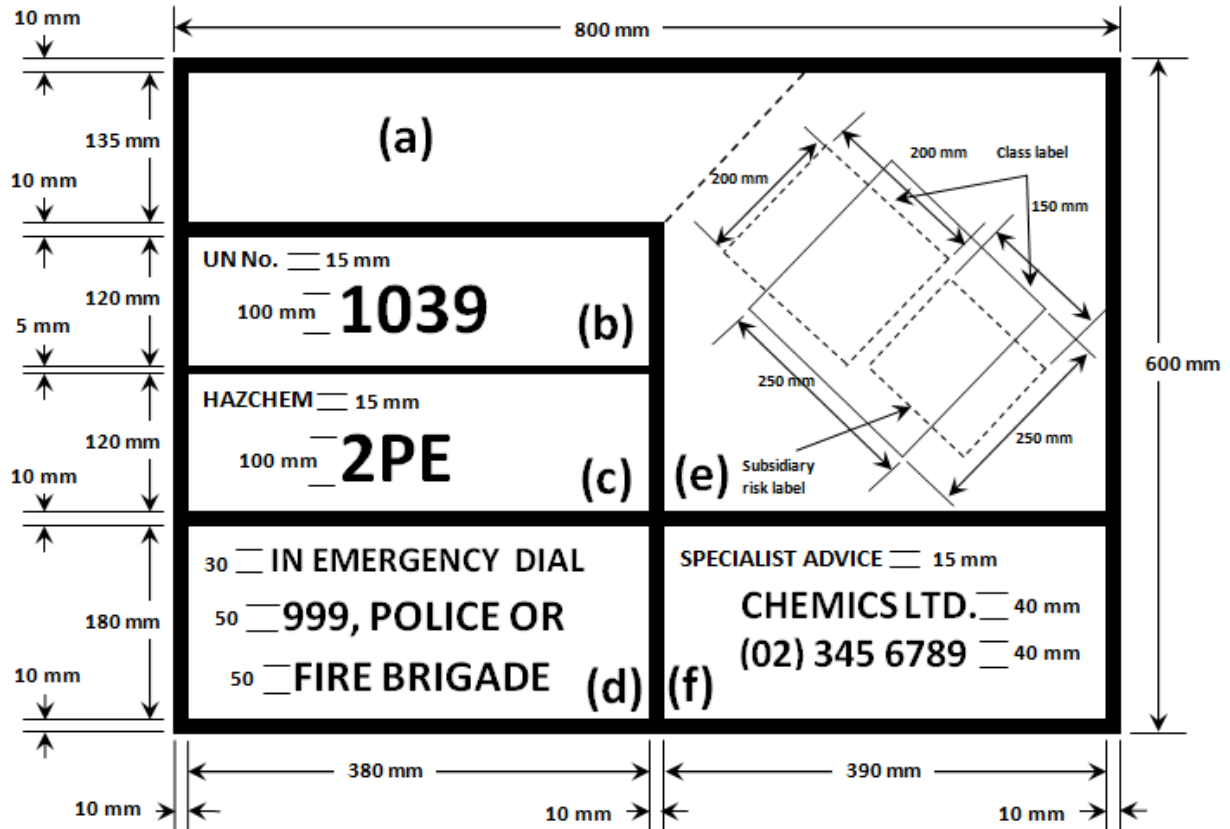 10 mm
800 mm
(a)
135 mm
10 mm
200 mm
200 mm
Class label
150 mm
UN No. 15 mm
100 mm 1039 (b)
120 mm
5 mm
600 mm
HAZCHEM 15 mm
100 mm 2PE (c)
120 mm
10 mm
250 mm
250 mm
(e)
Subsidiary
risk label
30 IN EMERGENCY DIAL
50 999, POLICE OR
50 FIRE BRIGADE (d)
180 mm
10 mm
SPECIALIST ADVICE 15 mm
CHEMICS LTD. 40 mm
(02) 345 6789 40 mm
(f)
380 mm
390 mm
10 mm
10 mm
10 mm